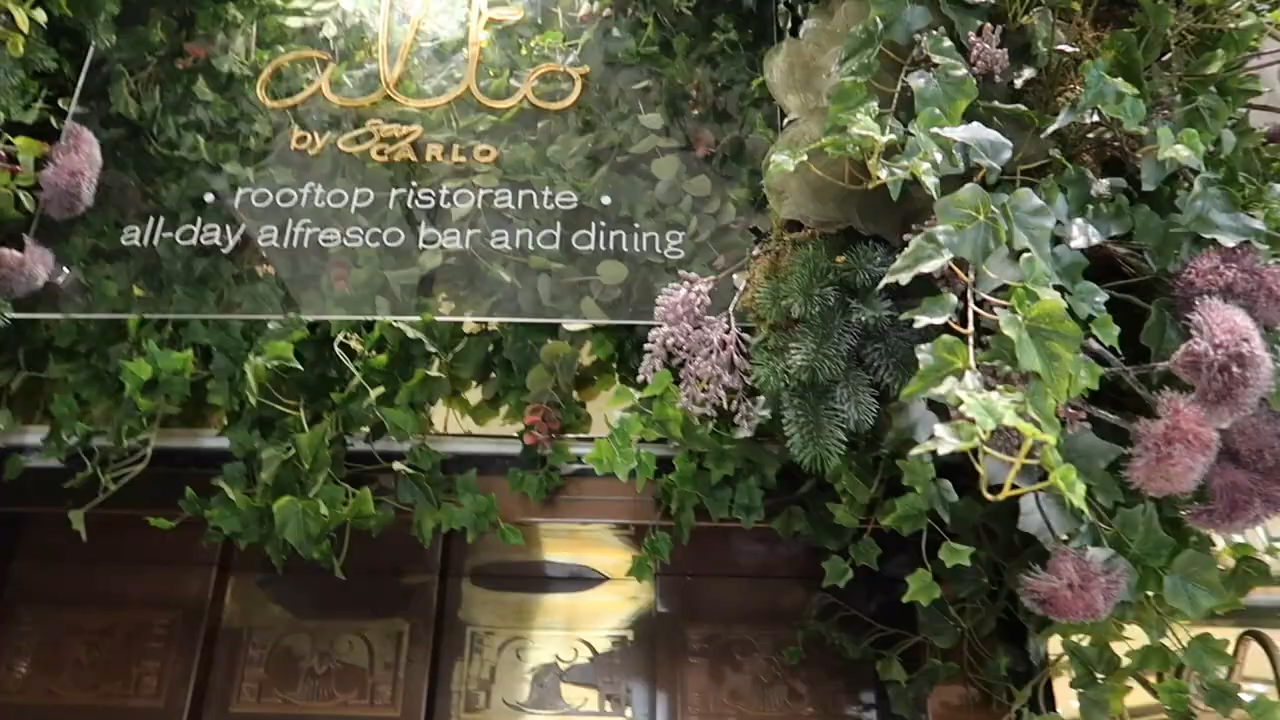 alto
by San CARLO
• rooftop ristorante •
all-day alfresco bar and dining